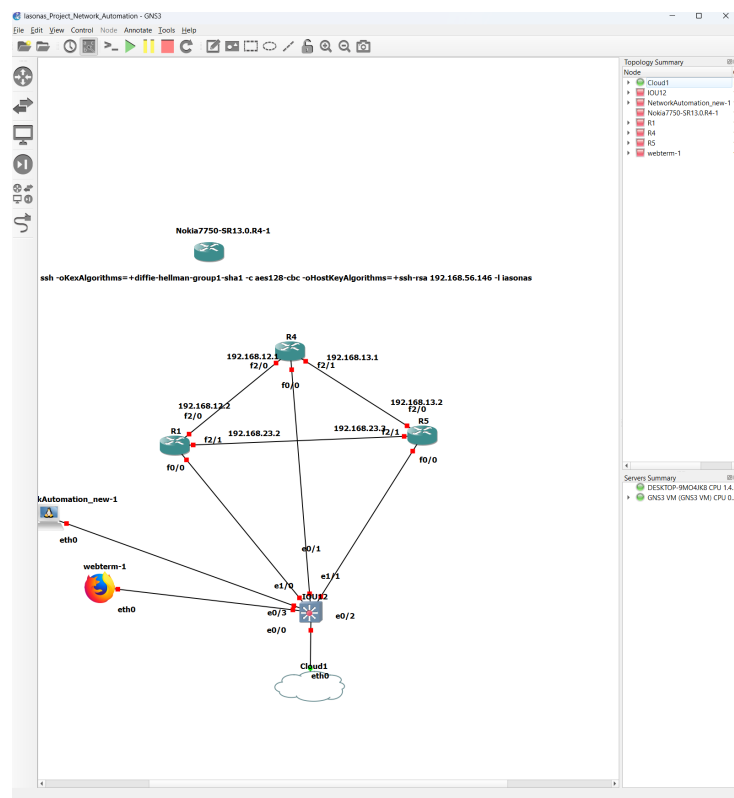 Iasonas_Project_Network_Automation - GNS3
File Edit View Control Node Annotate Tools Help
Topology Summary
Node
Cloud1
IOU12
NetworkAutomation_new-1
Nokia7750-SR13.0.R4-1
R1
R4
R5
webterm-1
Nokia7750-SR13.0.R4-1
ssh -oKexAlgorithms=+diffie-hellman-group1-sha1 -c aes128-cbc -oHostKeyAlgorithms=+ssh-rsa 192.168.56.146 -l iasonas
R4
192.168.12.1
192.168.13.1
f2/0
f2/1
f0/0
192.168.12.2
f2/0
192.168.13.2
f2/0
R1
R5
192.168.23.2
f2/1
f2/1
f0/0
f0/0
Servers Summary
DESKTOP-9MO4JK8 CPU 1.4.
GNS3 VM (GNS3 VM) CPU 0.
kAutomation_new-1
eth0
e0/1
webterm-1
e1/1
e1/0
IOU12
eth0
e0/3
e0/2
e0/0
Cloud1
eth0